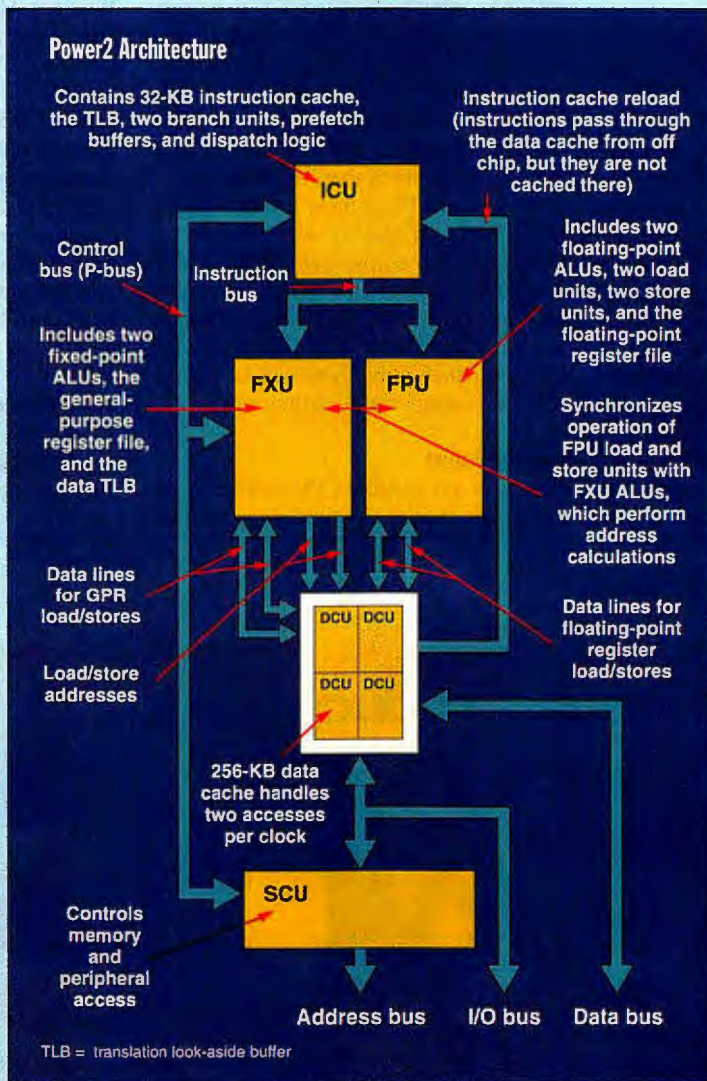 Power2 Architecture
Contains 32-KB instruction cache,
the TLB, two branch units, prefetch
buffers, and dispatch logic
Instruction cache reload
(instructions pass through
the data cache from off
chip, but they are not
cached there)
ICU
Control
bus (P-bus)
Instruction
bus
Includes two
floating-point
ALUs, two load
units, two store
units, and the
floating-point
register file
Includes two
fixed-point
ALUs, the
general-
purpose
register file,
and the
data TLB
FXU
FPU
Synchronizes
operation of
FPU load and
store units with
FXU ALUs,
which perform
address
calculations
Data lines
for GPR
load/stores
Data lines for
floating-point
register
load/stores
Load/store
addresses
DCU DCU
DCU DCU
256-KB data
cache handles
two accesses
per clock
SCU
Controls
memory
and
peripheral
access
Address bus
I/O bus
Data bus
TLB = translation look-aside buffer